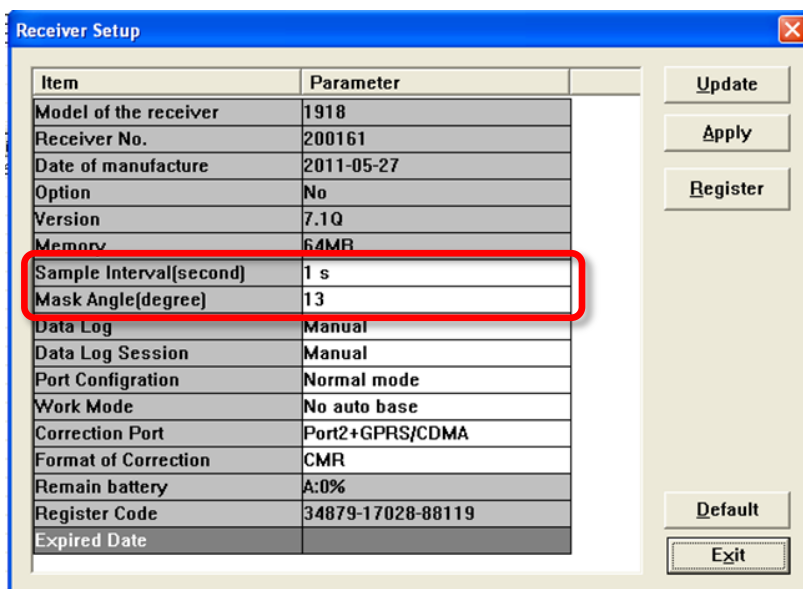 Receiver Setup
Item Parameter
Update
Model of the receiver 1918
Receiver No. 200161
Apply
Date of manufacture 2011-05-27
Option No
Register
Version 7.1Q
Memory 64MB
Sample Interval(second) 1 s
Mask Angle(degree) 13
Data Log Manual
Data Log Session Manual
Port Configration Normal mode
Work Mode No auto base
Correction Port Port2+GPRS/CDMA
Format of Correction CMR
Remain battery A:0%
Register Code 34879-17028-88119
Default
Expired Date
Exit